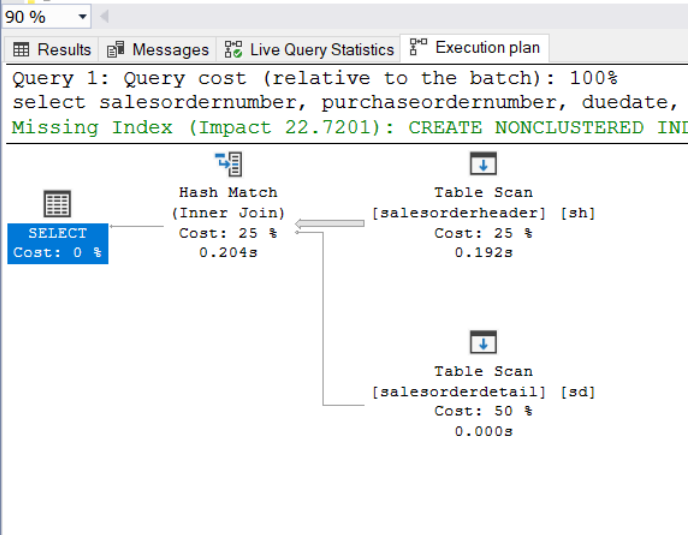 90 %
Results Messages Live Query Statistics Execution plan
Query 1: Query cost (relative to the batch): 100%
select salesordernumber, purchaseordernumber, duedate,
Missing Index (Impact 22.7201): CREATE NONCLUSTERED IND
Hash Match
(Inner Join)
Cost: 25 %
0.204s
Table Scan
[salesorderheader] [sh]
Cost: 25 %
0.192s
SELECT
Cost: 0 %
Table Scan
[salesorderdetail] [sd]
Cost: 50 %
0.000s